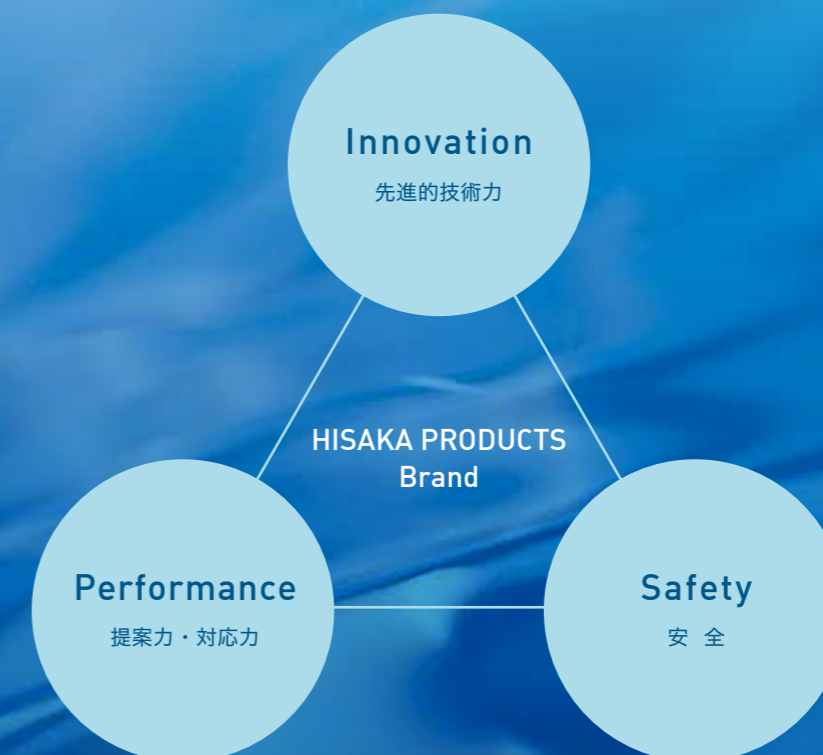 Innovation
先進的技術力
HISAKA PRODUCTS
Brand
Performance
提案力・対応力
Safety
安 全